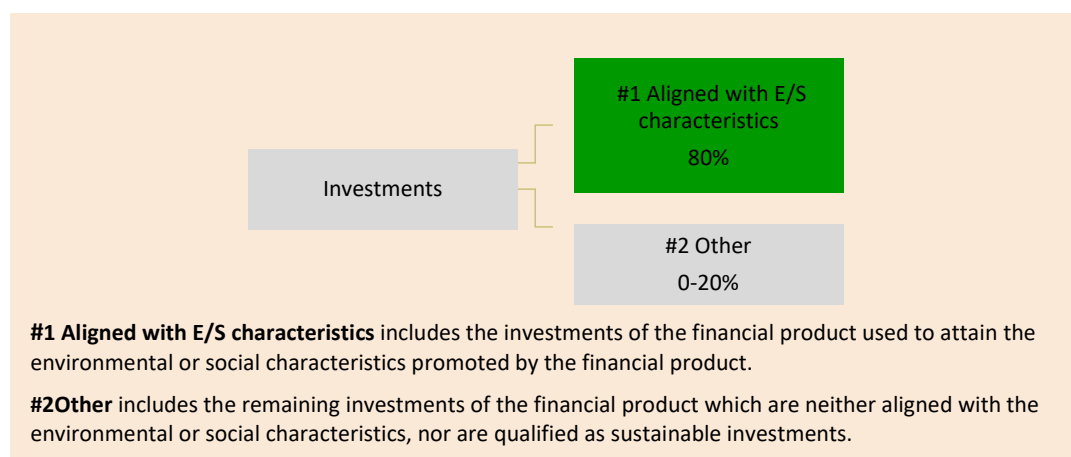 #1 Aligned with E/S
characteristics
80%
Investments
#2 Other
0-20%
#1 Aligned with E/S characteristics includes the investments of the financial product used to attain the
environmental or social characteristics promoted by the financial product.
#2Other includes the remaining investments of the financial product which are neither aligned with the
environmental or social characteristics, nor are qualified as sustainable investments.